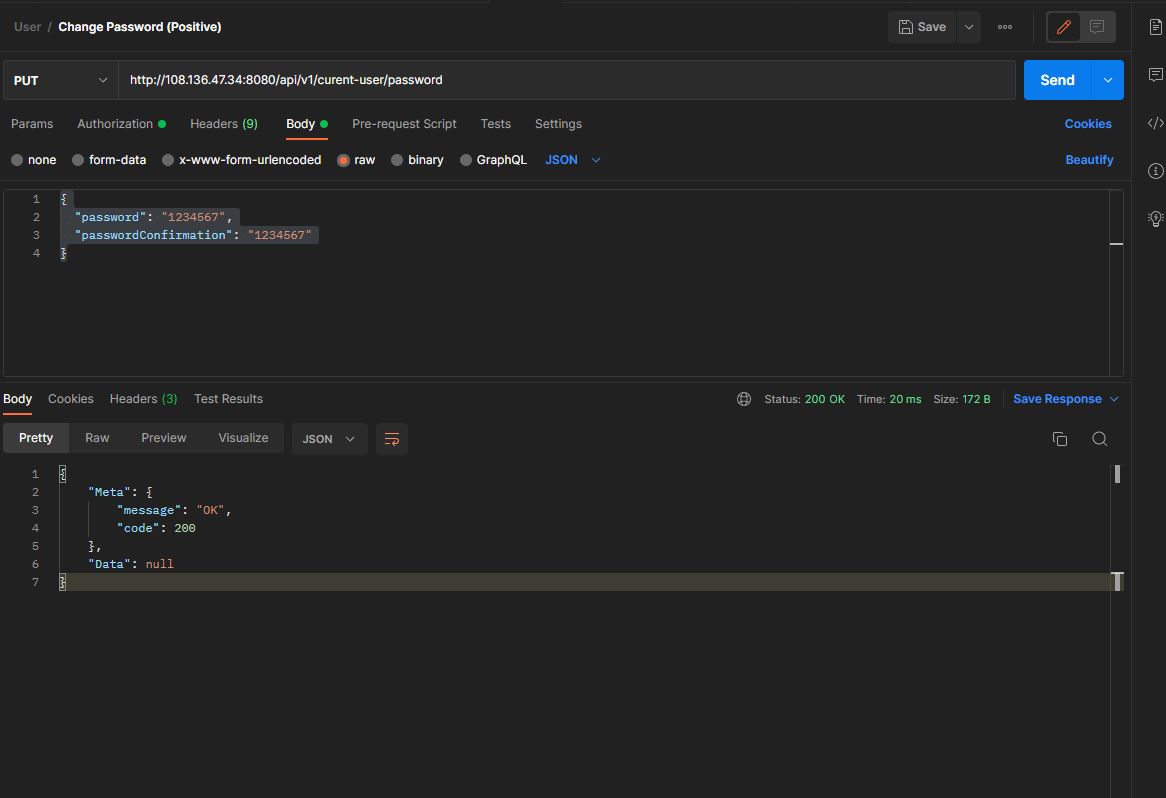 User / Change Password (Positive)
Save
PUT
http://108.136.47.34:8080/api/v1/curent-user/password
Send
Params Authorization Headers (9) Body Pre-request Script Tests Settings Cookies
none form-data x-www-form-urlencoded raw binary GraphQL JSON Beautify
1 {
2 "password": "1234567",
3 "passwordConfirmation": "1234567"
4 }
Body Cookies Headers (3) Test Results Status: 200 OK Time: 20 ms Size: 172 B Save Response
Pretty Raw Preview Visualize JSON
1 {
2 "Meta": {
3 "message": "OK",
4 "code": 200
5 },
6 "Data": null
7 }